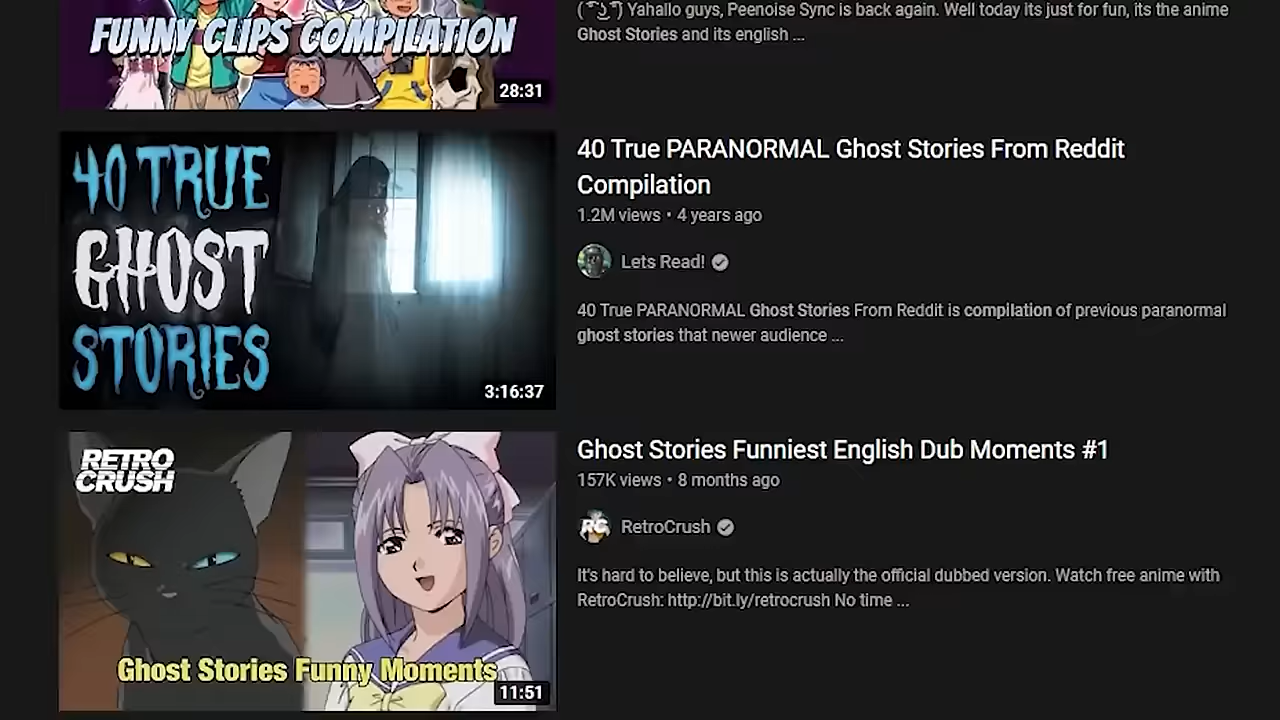 FUNNY CLIPS COMPILATION
28:31
( ͡° ͜ʖ ͡°) Yahallo guys, Peenoise Sync is back again. Well today its just for fun, its the anime
Ghost Stories and its english ...
40 TRUE
GHOST
STORIES
3:16:37
40 True PARANORMAL Ghost Stories From Reddit
Compilation
1.2M views • 4 years ago
Lets Read!
40 True PARANORMAL Ghost Stories From Reddit is compilation of previous paranormal
ghost stories that newer audience ...
RETRO
CRUSH
Ghost Stories Funny Moments
11:51
Ghost Stories Funniest English Dub Moments #1
157K views • 8 months ago
RC
RetroCrush
It's hard to believe, but this is actually the official dubbed version. Watch free anime with
RetroCrush: http://bit.ly/retrocrush No time ...